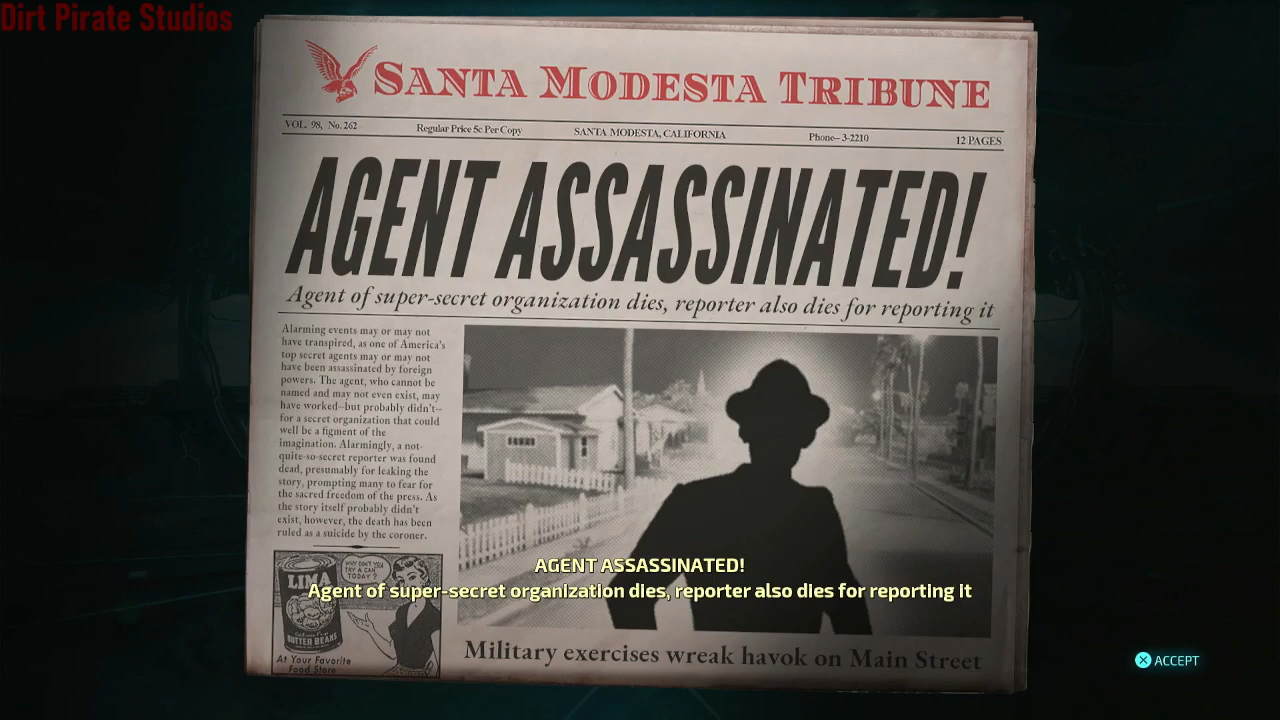 Dirt Pirate Studios
SANTA MODESTA TRIBUNE
VOL. 98, No. 262 Regular Price 5c Per Copy SANTA MODESTA, CALIFORNIA Phone– 3-2210 12 PAGES
AGENT ASSASSINATED!
Agent of super-secret organization dies, reporter also dies for reporting it
Alarming events may or may not
have transpired, as one of America's
top secret agents may or may not
have been assassinated by foreign
powers. The agent, who cannot be
named and may not even exist, may
have worked--but probably didn't--
for a secret organization that could
well be a figment of the
imagination. Alarmingly, a not-
quite-so-secret reporter was found
dead, presumably for leaking the
story, prompting many to fear for
the sacred freedom of the press. As
the story itself probably didn't
exist, however, the death has been
ruled as a suicide by the coroner.
LIMA
BUTTER BEANS
WHY DON'T YOU
TRY A CAN
TODAY?
At Your Favorite
Food Store
AGENT ASSASSINATED!
Agent of super-secret organization dies, reporter also dies for reporting it
Military exercises wreak havok on Main Street
ACCEPT